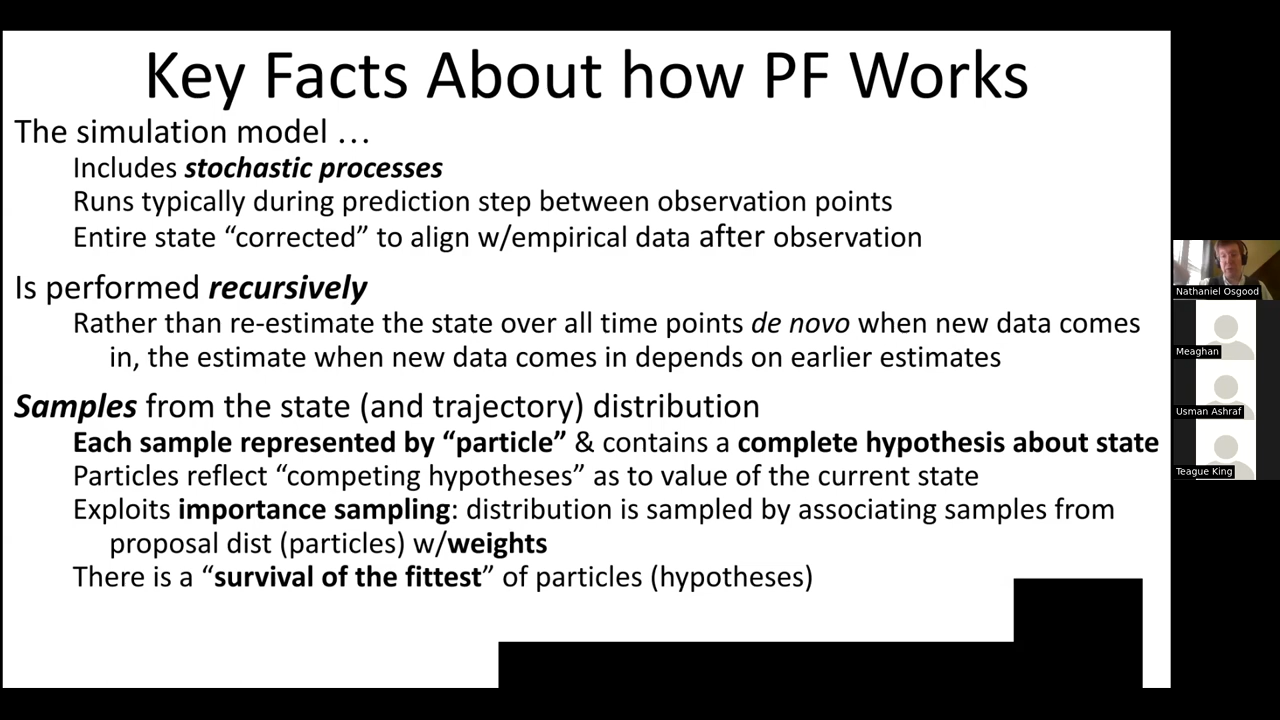 Key Facts About how PF Works
The simulation model …
Includes stochastic processes
Runs typically during prediction step between observation points
Entire state “corrected” to align w/empirical data after observation
Is performed recursively
Rather than re-estimate the state over all time points de novo when new data comes
in, the estimate when new data comes in depends on earlier estimates
Samples from the state (and trajectory) distribution
Each sample represented by “particle” & contains a complete hypothesis about state
Particles reflect “competing hypotheses” as to value of the current state
Exploits importance sampling: distribution is sampled by associating samples from
proposal dist (particles) w/weights
There is a “survival of the fittest” of particles (hypotheses)
Nathaniel Osgood
Meaghan
Usman Ashraf
Teague King